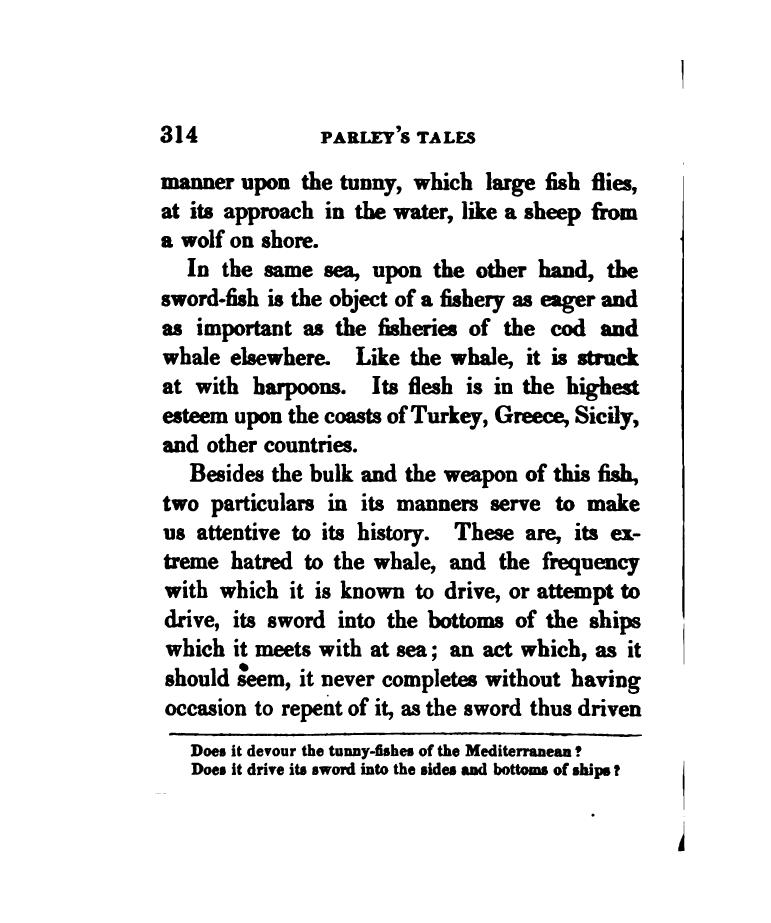 314 PARLEY'S TALES
manner upon the tunny, which large fish flies,
at its approach in the water, like a sheep from
a wolf on shore.
In the same sea, upon the other hand, the
sword-fish is the object of a fishery as eager and
as important as the fisheries of the cod and
whale elsewhere. Like the whale, it is struck
at with harpoons. Its flesh is in the highest
esteem upon the coasts of Turkey, Greece, Sicily,
and other countries.
Besides the bulk and the weapon of this fish,
two particulars in its manners serve to make
us attentive to its history. These are, its ex-
treme hatred to the whale, and the frequency
with which it is known to drive, or attempt to
drive, its sword into the bottoms of the ships
which it meets with at sea; an act which, as it
should seem, it never completes without having
occasion to repent of it, as the sword thus driven
Does it devour the tunny-fishes of the Mediterranean?
Does it drive its sword into the sides and bottoms of ships?